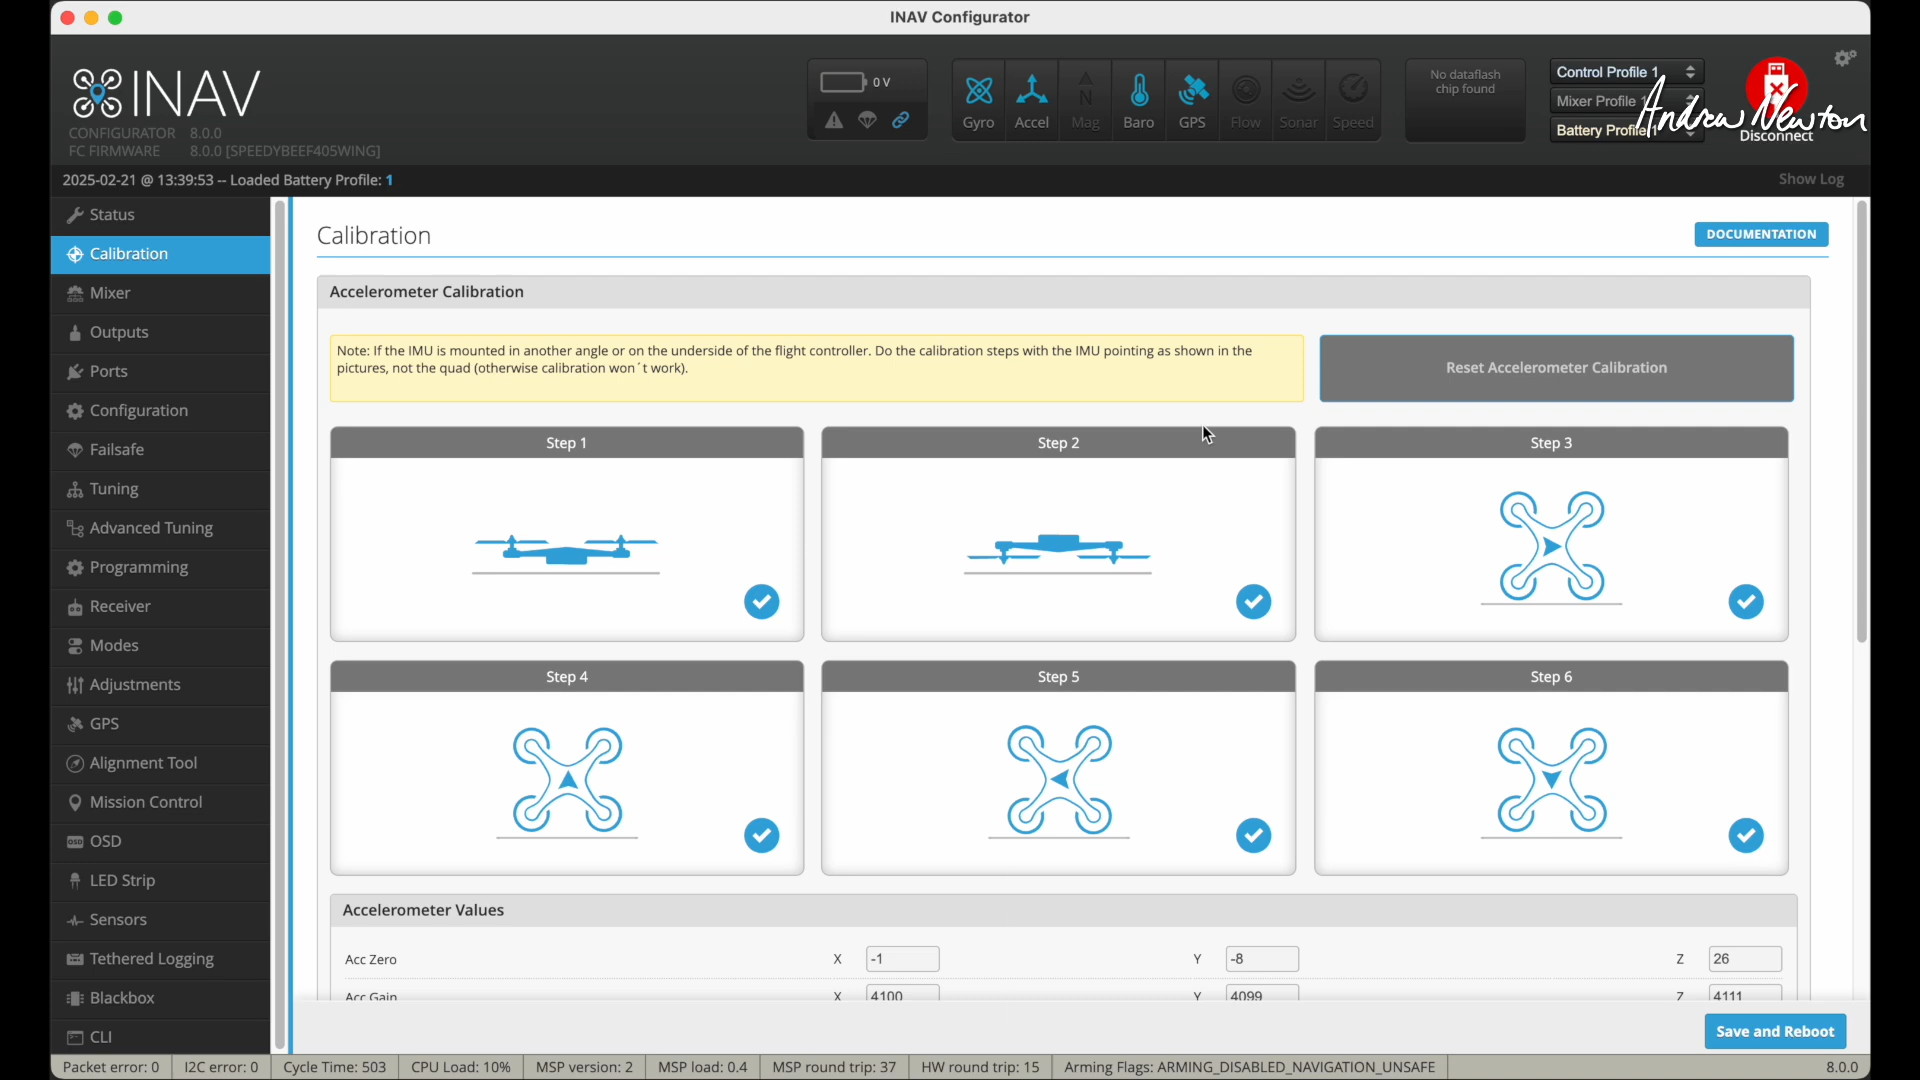 INAV Configurator
INAV
CONFIGURATOR 8.0.0
FC FIRMWARE 8.0.0 [SPEEDYBEEF405WING]
0 V
Gyro
Accel
N
Mag
Baro
GPS
Flow
Sonar
Speed
No dataflash
chip found
Control Profile 1
Mixer Profile 1
Battery Profile 1
Andrew Newton
Disconnect
2025-02-21 @ 13:39:53 -- Loaded Battery Profile: 1
Show Log
Status
Calibration
Mixer
Outputs
Ports
Configuration
Failsafe
Tuning
Advanced Tuning
Programming
Receiver
Modes
Adjustments
GPS
Alignment Tool
Mission Control
OSD
OSD
LED Strip
Sensors
Tethered Logging
Blackbox
CLI
Calibration
DOCUMENTATION
Accelerometer Calibration
Note: If the IMU is mounted in another angle or on the underside of the flight controller. Do the calibration steps with the IMU pointing as shown in the
pictures, not the quad (otherwise calibration won´t work).
Reset Accelerometer Calibration
Step 1
Step 2
Step 3
Step 4
Step 5
Step 6
Accelerometer Values
Acc Zero X -1 Y -8 Z 26
Acc Gain X 4100 Y 4099 Z 4111
Save and Reboot
Packet error: 0
I2C error: 0
Cycle Time: 503
CPU Load: 10%
MSP version: 2
MSP load: 0.4
MSP round trip: 37
HW round trip: 15
Arming Flags: ARMING_DISABLED_NAVIGATION_UNSAFE
8.0.0